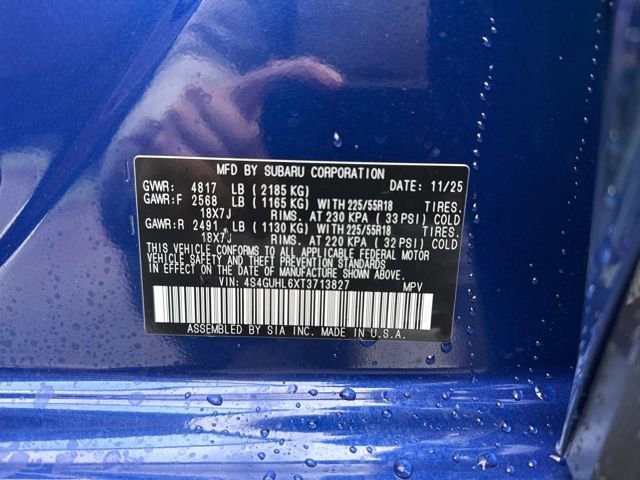 MFD BY SUBARU CORPORATION
GVWR: 4817 LB ( 2185 KG) DATE: 11/25
GAWR:F 2568 LB ( 1165 KG) WITH 225/55R18 TIRES.
18X7J RIMS. AT 230 KPA ( 33 PSI) COLD
GAWR:R 2491 LB ( 1130 KG) WITH 225/55R18 TIRES.
18X7J RIMS. AT 220 KPA ( 32 PSI) COLD
THIS VEHICLE CONFORMS TO ALL APPLICABLE FEDERAL MOTOR
VEHICLE SAFETY AND THEFT PREVENTION STANDARDS
IN EFFECT ON THE DATE OF MANUFACTURE SHOWN ABOVE.
VIN: 4S4GUHL6XT3713827 MPV
ASSEMBLED BY SIA INC. MADE IN U.S.A.